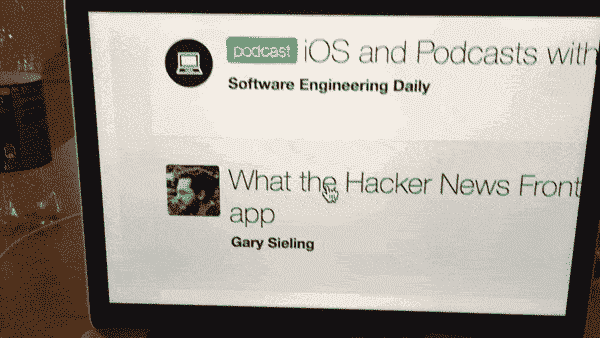 podcast iOS and Podcasts with
Software Engineering Daily
What the Hacker News Front
app
Gary Sieling